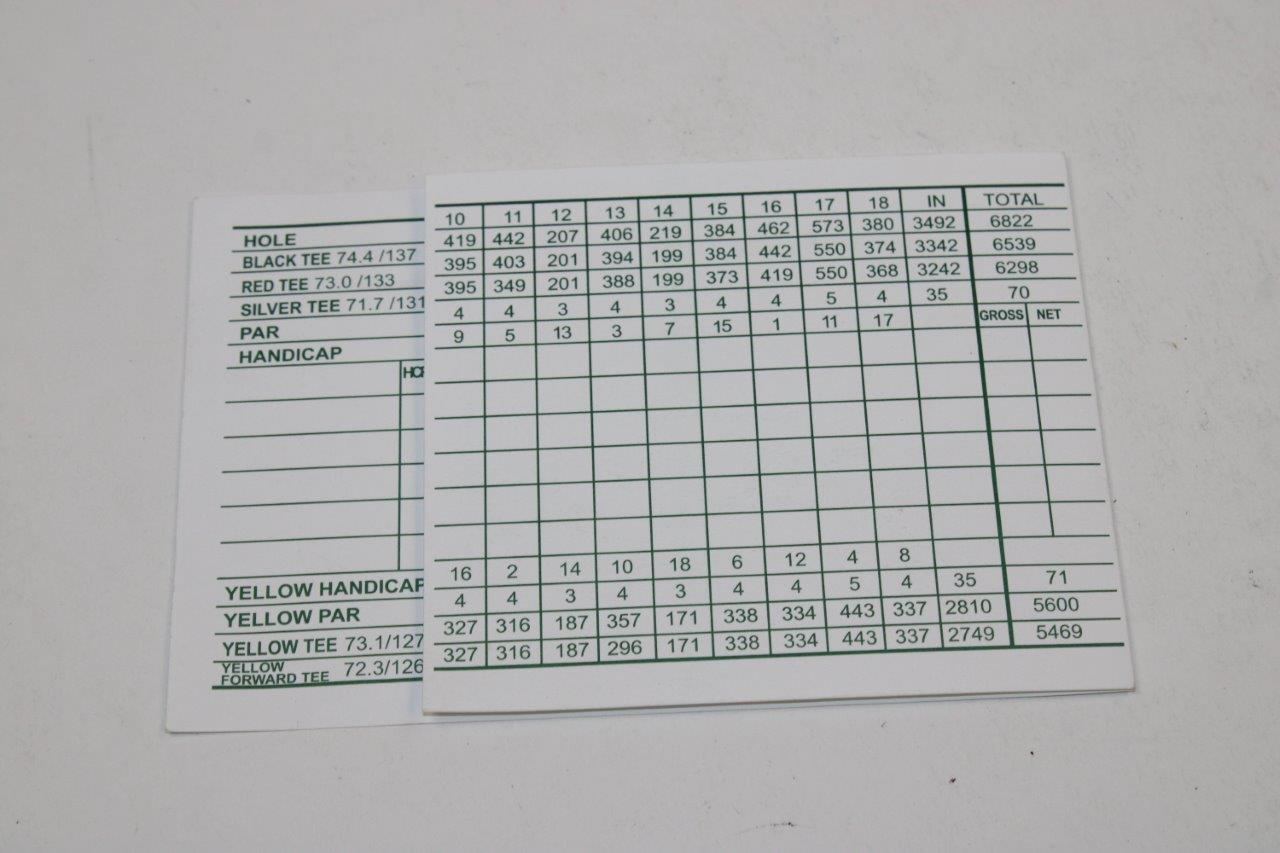 HOLE 10 11 12 13 14 15 16 17 18 IN TOTAL
BLACK TEE 74.4 /137 419 442 207 406 219 384 462 573 380 3492 6822
RED TEE 73.0 /133 395 403 201 394 199 384 442 550 374 3342 6539
SILVER TEE 71.7 /131 395 349 201 388 199 373 419 550 368 3242 6298
PAR 4 4 3 4 3 4 4 5 4 35 70
HANDICAP 9 5 13 3 7 15 1 11 17 GROSS NET
YELLOW HANDICAP 16 2 14 10 18 6 12 4 8
YELLOW PAR 4 4 3 4 3 4 4 5 4 35 71
YELLOW TEE 73.1/127 327 316 187 357 171 338 334 443 337 2810 5600
YELLOW FORWARD TEE 72.3/126 327 316 187 296 171 338 334 443 337 2749 5469